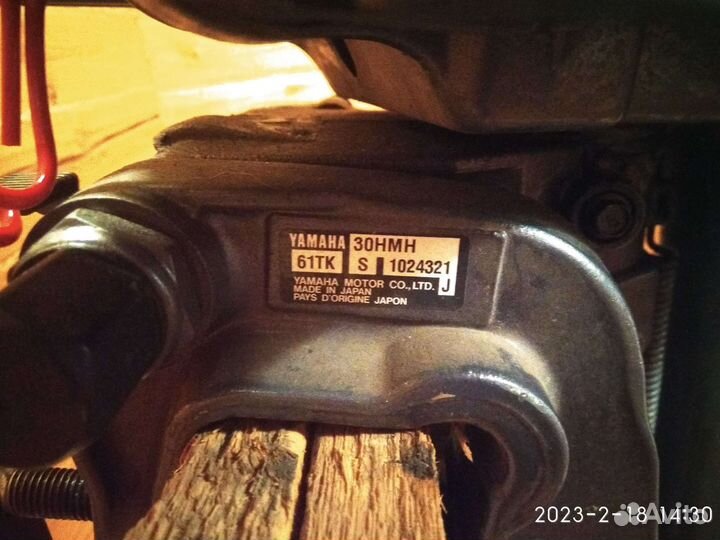 YAMAHA 30HMH
61TK S 1024321
YAMAHA MOTOR CO.,LTD. J
MADE IN JAPAN
PAYS D'ORIGINE JAPON
2023-2-18 14:30
Avito